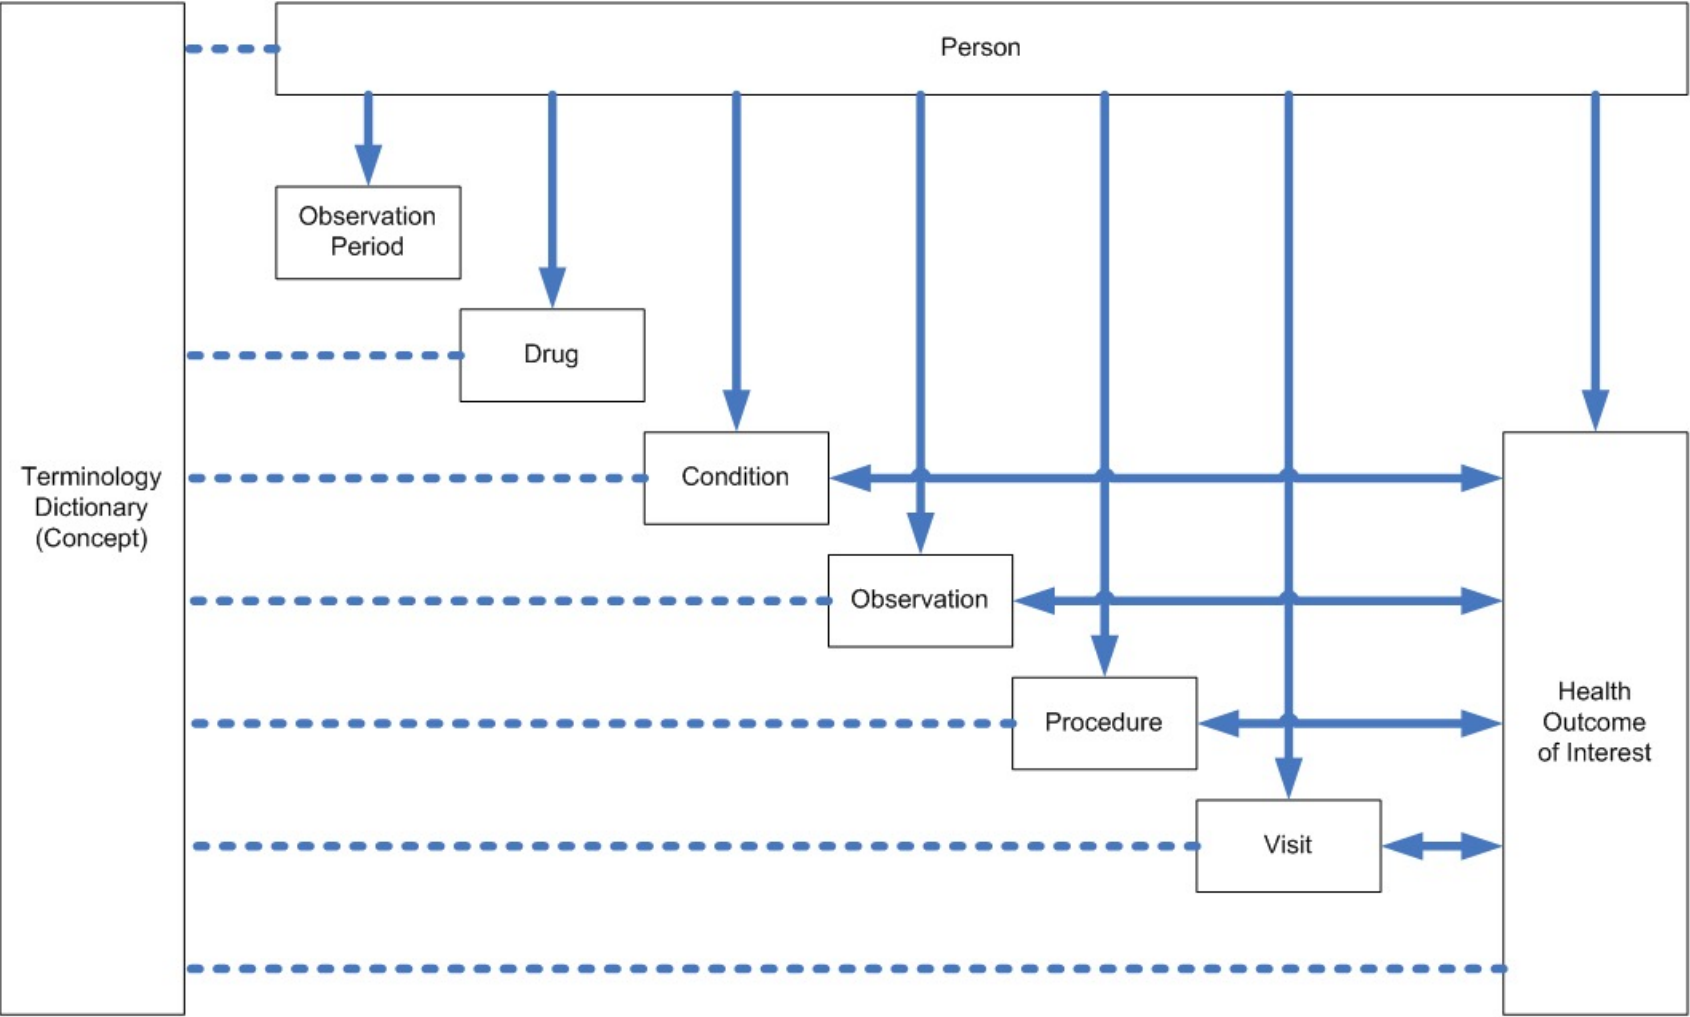 Person
Observation
Period
Drug
Terminology
Dictionary
(Concept)
Condition
Observation
Procedure
Health
Outcome
of Interest
Visit